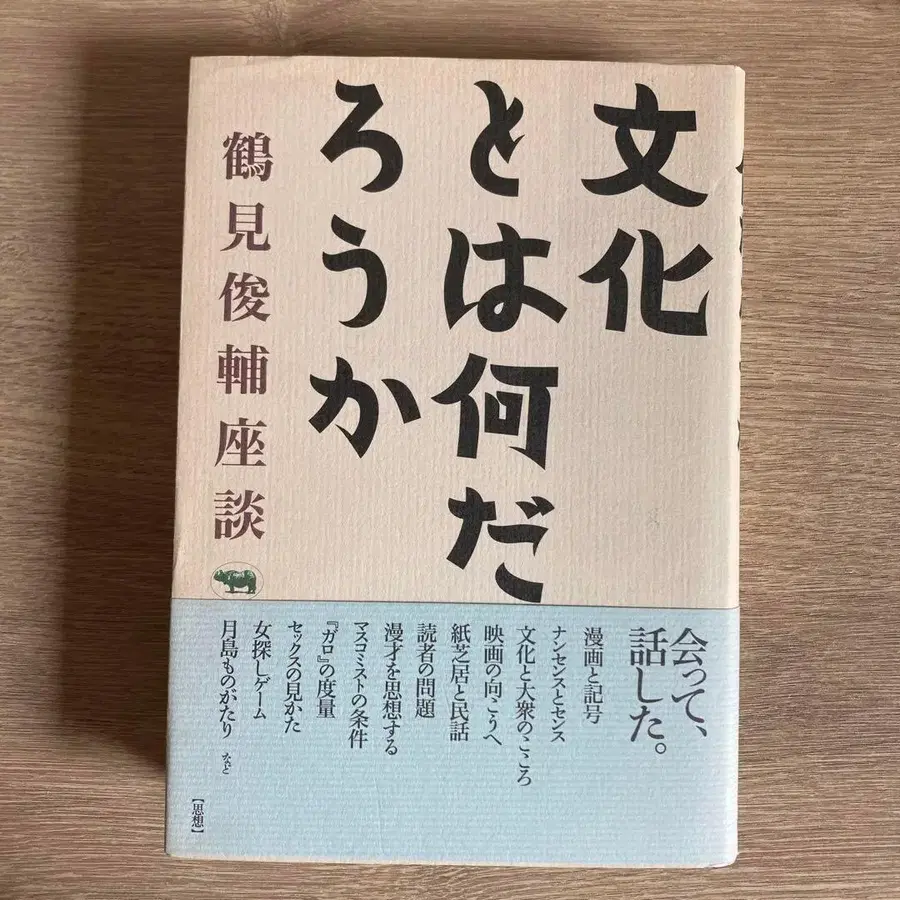 文化
とは何だ
ろうか
鶴見俊輔座談
会って、
話した。
漫画と記号
ナンセンスとセンス
文化と大衆のこころ
映画の向こうへ
紙芝居と民話
読者の問題
漫才を思想する
マスコミストの条件
『ガロ』の度量
セックスの見かた
女探しゲーム
月島ものがたり など
【思想】